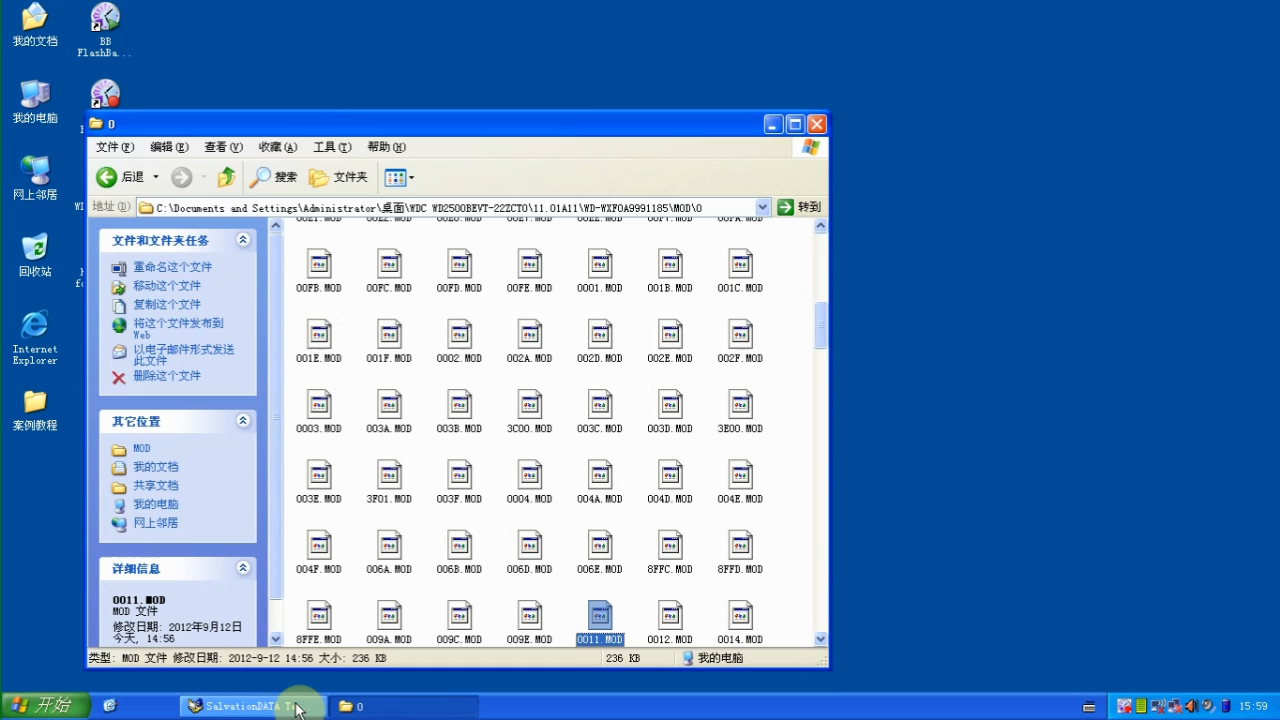 我的文档
BB
FlashBa...
我的电脑
网上邻居
回收站
Internet
Explorer
案例教程
0
文件(F) 编辑(E) 查看(V) 收藏(A) 工具(T) 帮助(H)
后退 搜索 文件夹
地址(D) C:\Documents and Settings\Administrator\桌面\WDC WD2500BEVT-22ZCT0\11.01A11\WD-WXF0A9991185\MOD\0 转到
文件和文件夹任务
重命名这个文件
移动这个文件
复制这个文件
将这个文件发布到
Web
以电子邮件形式发送
此文件
删除这个文件
其它位置
MOD
我的文档
共享文档
我的电脑
网上邻居
详细信息
0011.MOD
MOD 文件
修改日期: 2012年9月12日
今天, 14:56
00FB.MOD 00FC.MOD 00FD.MOD 00FE.MOD 0001.MOD 001B.MOD 001C.MOD
001E.MOD 001F.MOD 0002.MOD 002A.MOD 002D.MOD 002E.MOD 002F.MOD
0003.MOD 003A.MOD 003B.MOD 3C00.MOD 003C.MOD 003D.MOD 3E00.MOD
003E.MOD 3F01.MOD 003F.MOD 0004.MOD 004A.MOD 004D.MOD 004E.MOD
004F.MOD 006A.MOD 006B.MOD 006D.MOD 006E.MOD 8FFC.MOD 8FFD.MOD
8FFE.MOD 009A.MOD 009C.MOD 009E.MOD 0011.MOD 0012.MOD 0014.MOD
类型: MOD 文件 修改日期: 2012-9-12 14:56 大小: 236 KB 236 KB 我的电脑
开始 SalvationDATA 0 15:59